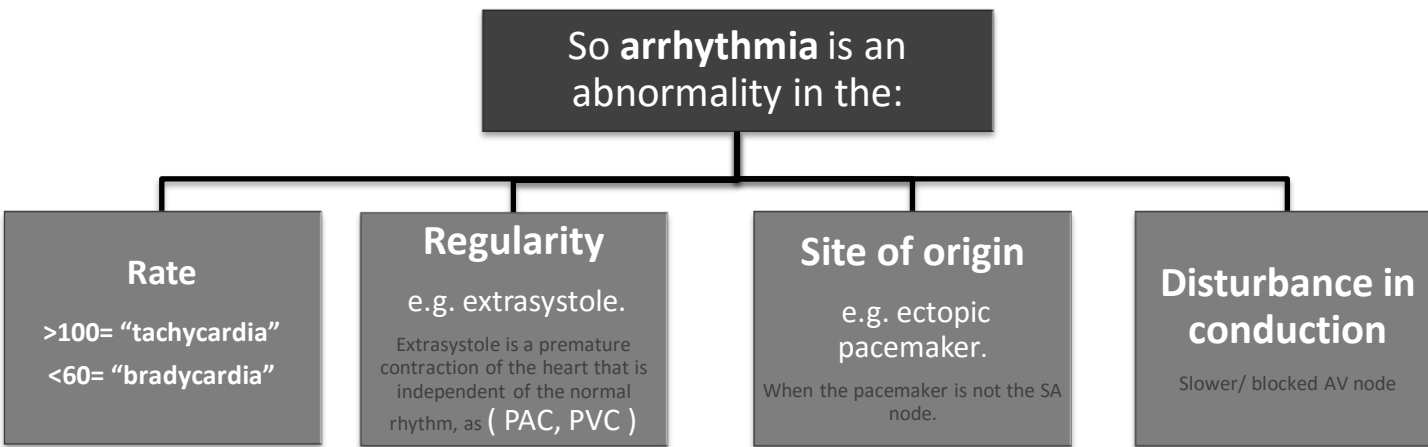 So arrhythmia is an
abnormality in the:
Rate
>100= “tachycardia”
<60= “bradycardia”
Regularity
e.g. extrasystole.
Extrasystole is a premature
contraction of the heart that is
independent of the normal
rhythm, as ( PAC, PVC )
Site of origin
e.g. ectopic
pacemaker.
When the pacemaker is not the SA
node.
Disturbance in
conduction
Slower/ blocked AV node